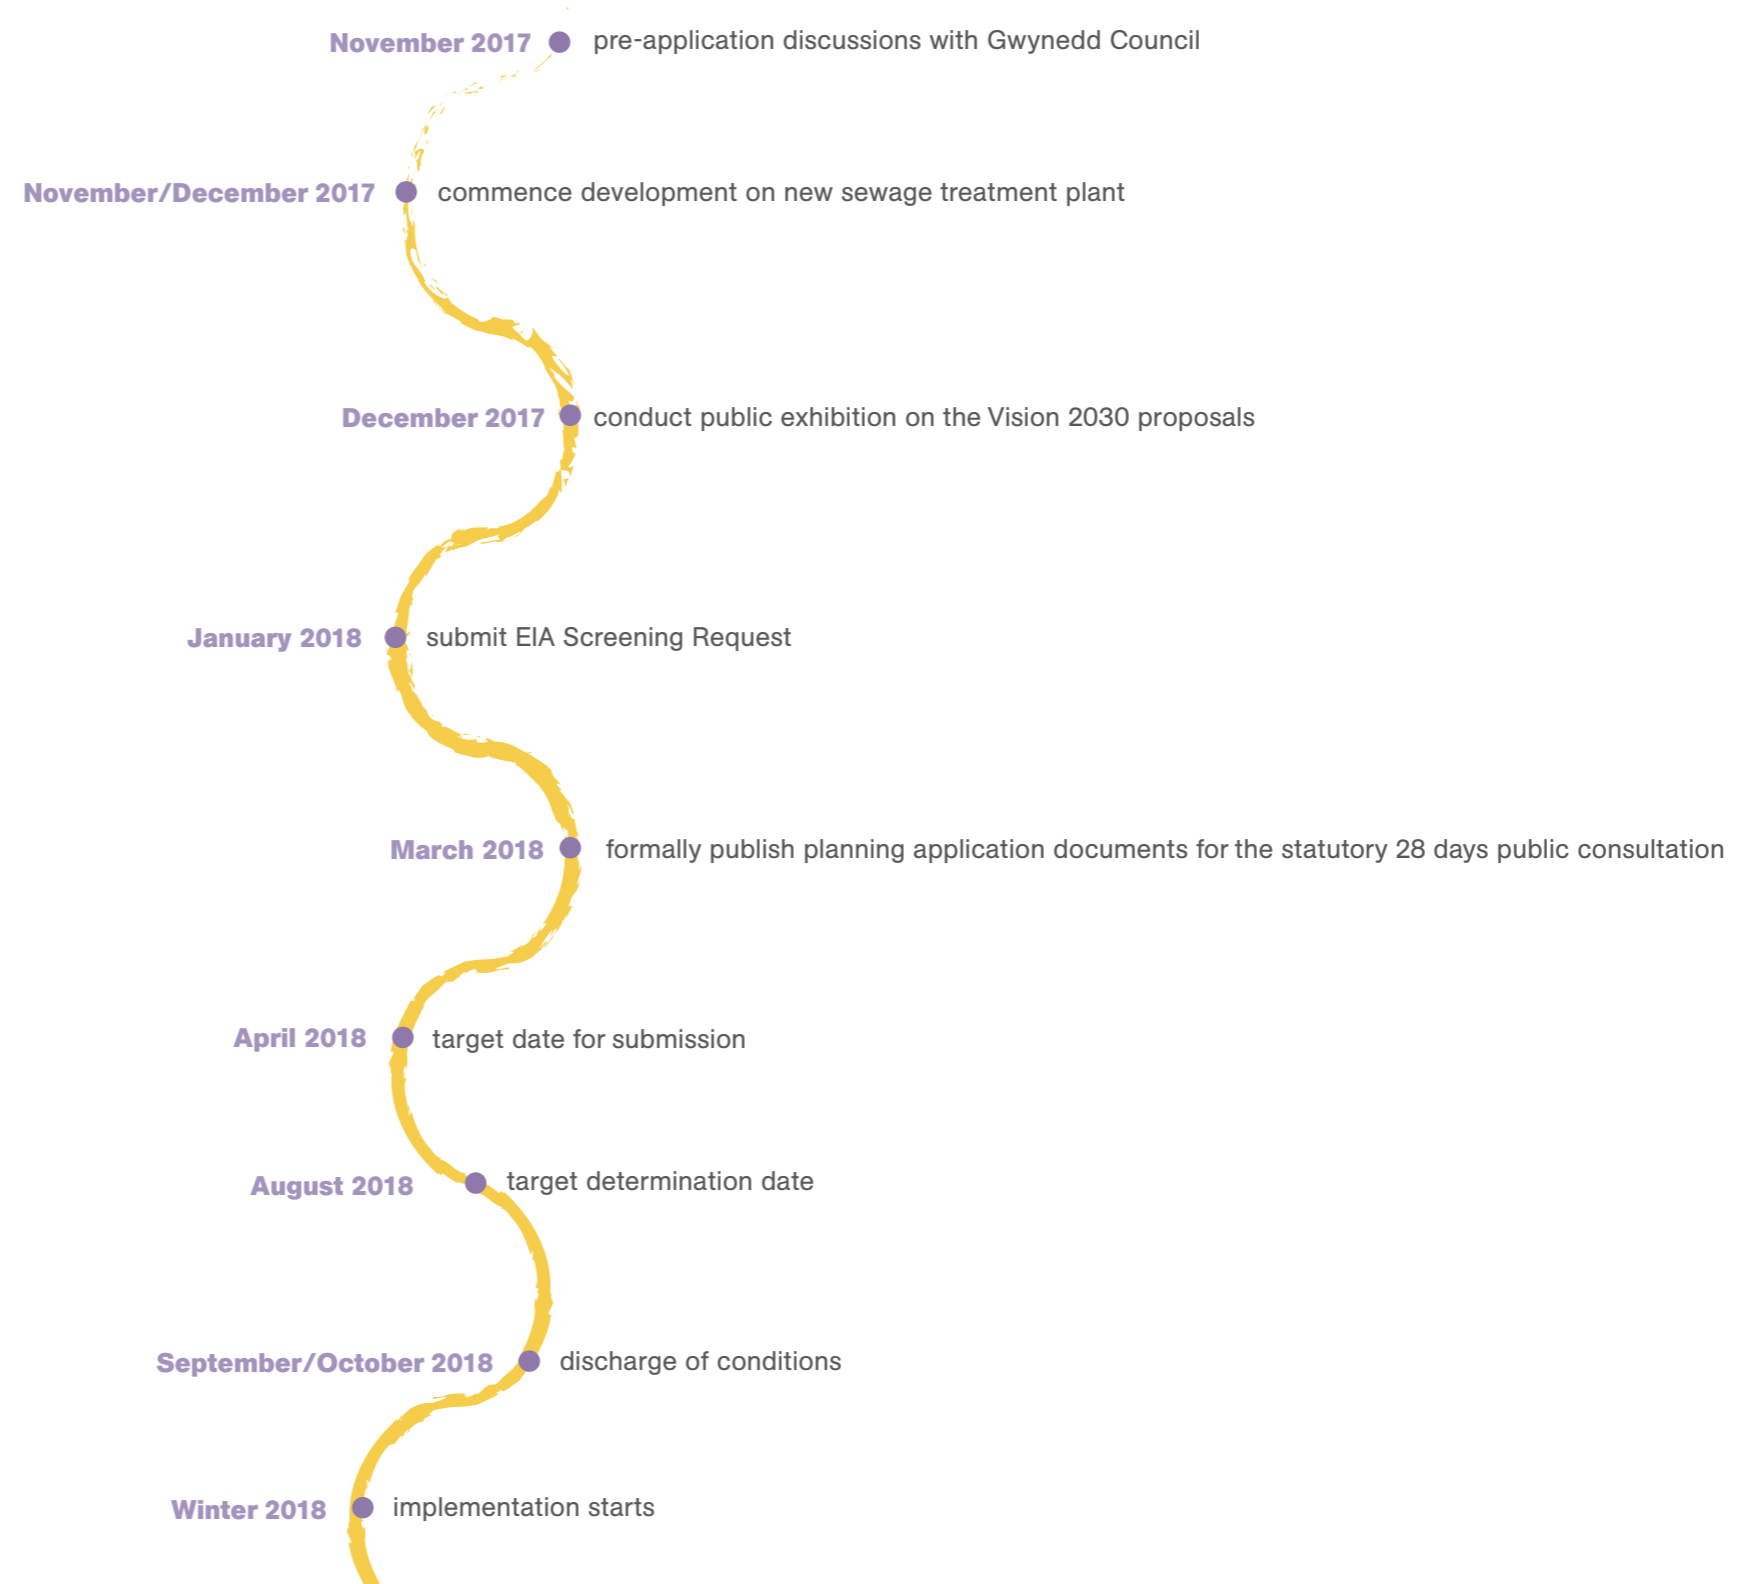 November 2017 pre-application discussions with Gwynedd Council
November/December 2017 commence development on new sewage treatment plant
December 2017 conduct public exhibition on the Vision 2030 proposals
January 2018 submit EIA Screening Request
March 2018 formally publish planning application documents for the statutory 28 days public consultation
April 2018 target date for submission
August 2018 target determination date
September/October 2018 discharge of conditions
Winter 2018 implementation starts